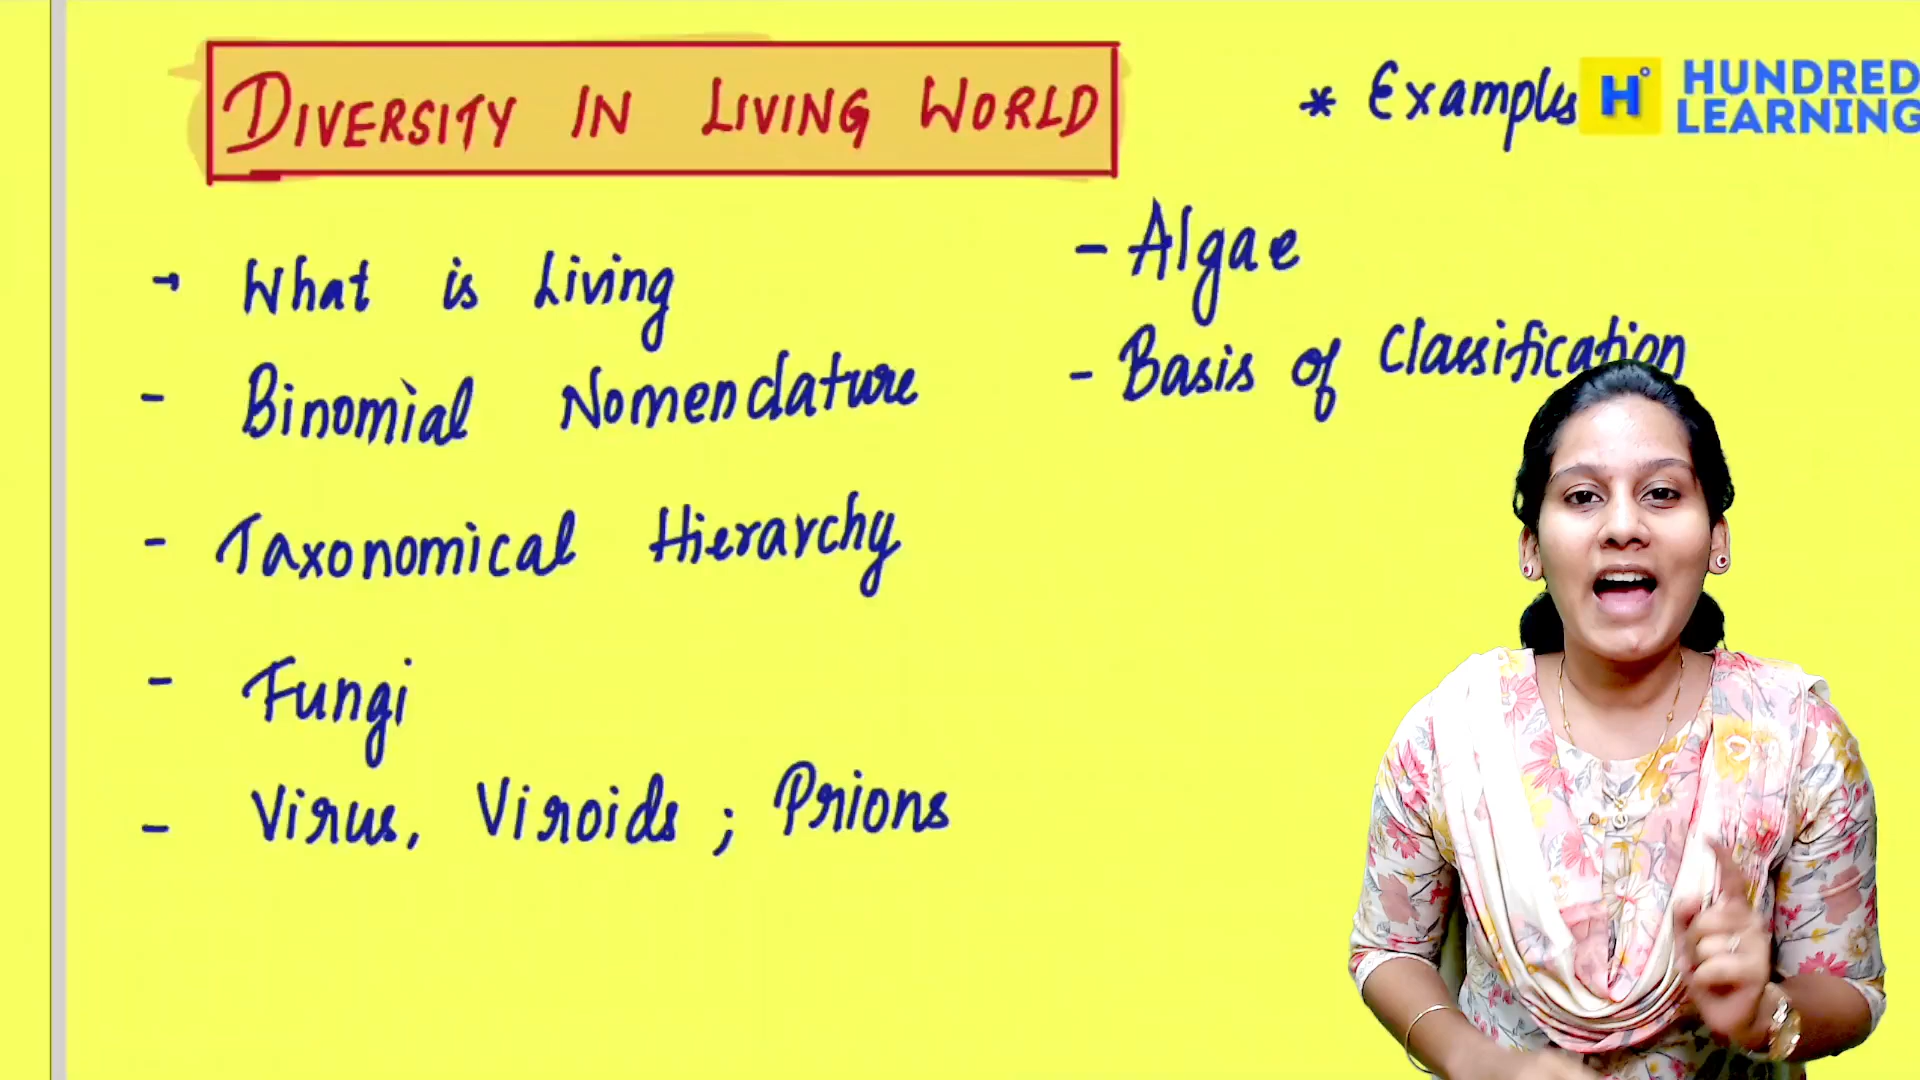 DIVERSITY IN LIVING WORLD
* Examples
H° HUNDRED LEARNING
→ What is Living
- Binomial Nomenclature
- Taxonomical Hierarchy
- Fungi
- Virus, Viroids ; Prions
- Algae
- Basis of Classification